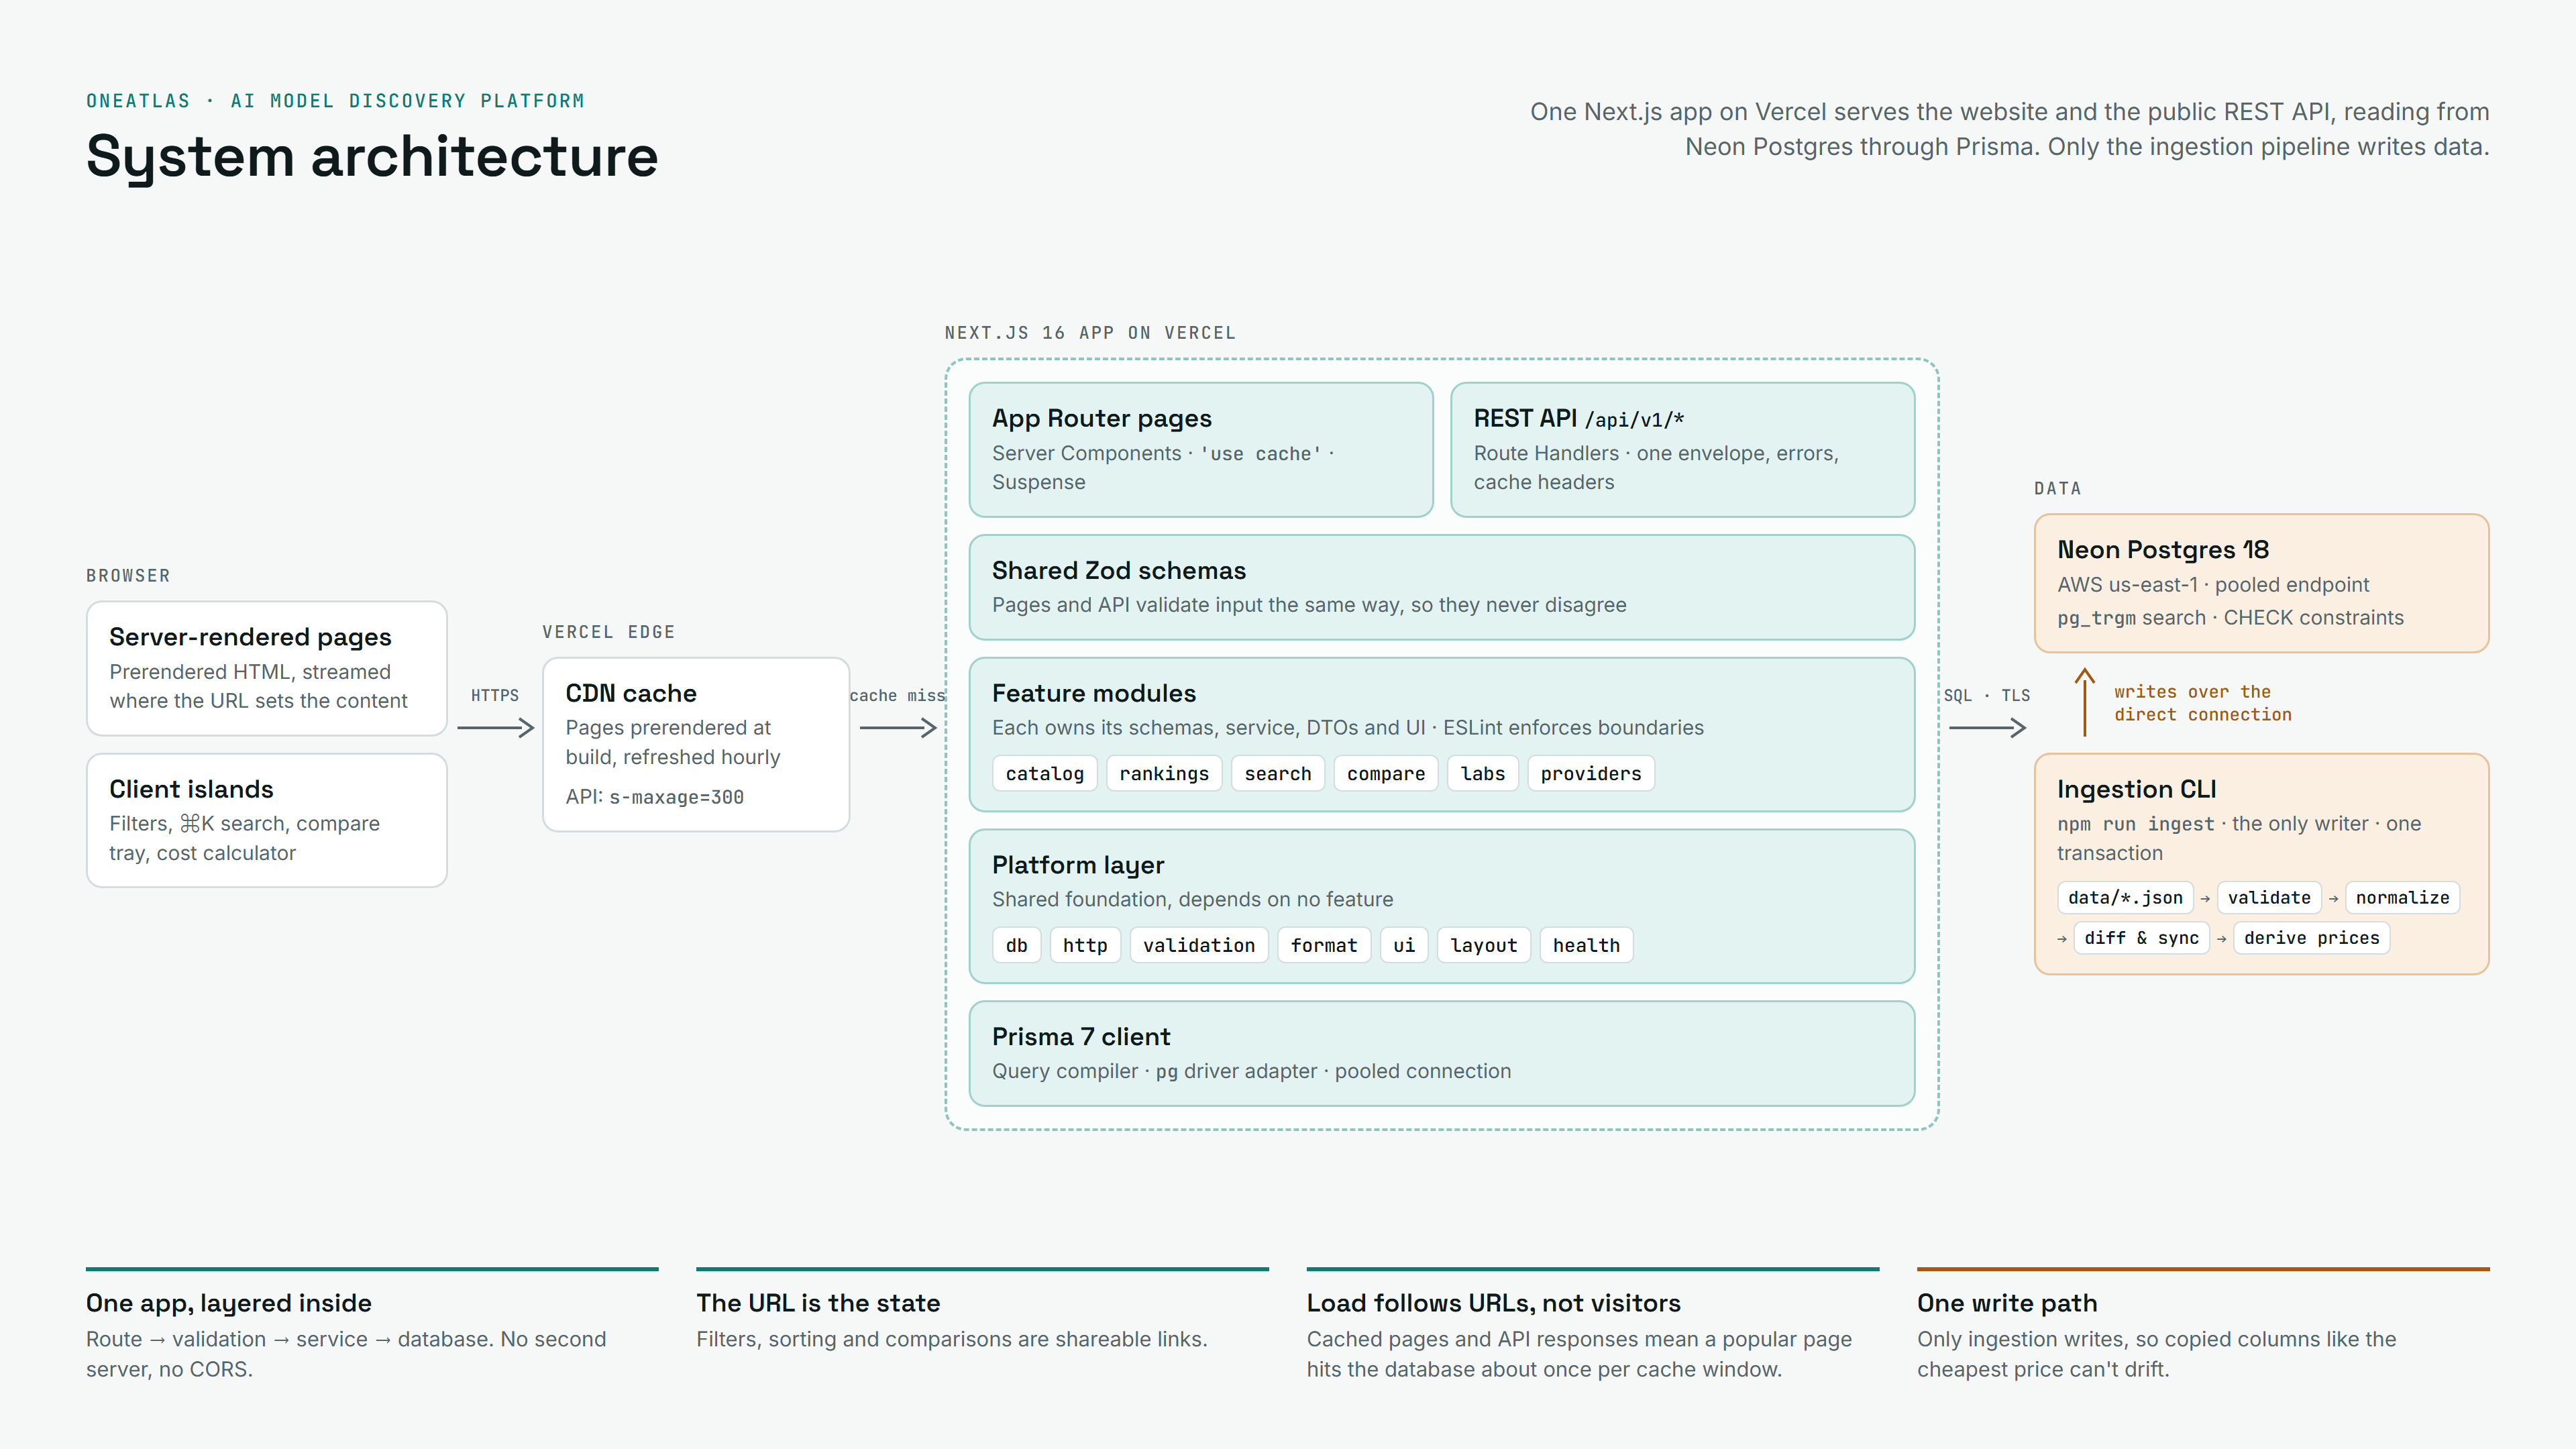 ONEATLAS · AI MODEL DISCOVERY PLATFORM
System architecture
One Next.js app on Vercel serves the website and the public REST API, reading from
Neon Postgres through Prisma. Only the ingestion pipeline writes data.
BROWSER
Server-rendered pages
Prerendered HTML, streamed
where the URL sets the content
Client islands
Filters, ⌘K search, compare
tray, cost calculator
HTTPS
VERCEL EDGE
CDN cache
Pages prerendered at
build, refreshed hourly
API: s-maxage=300
cache miss
NEXT.JS 16 APP ON VERCEL
App Router pages
Server Components · 'use cache' ·
Suspense
REST API /api/v1/*
Route Handlers · one envelope, errors,
cache headers
Shared Zod schemas
Pages and API validate input the same way, so they never disagree
Feature modules
Each owns its schemas, service, DTOs and UI · ESLint enforces boundaries
catalog rankings search compare labs providers
Platform layer
Shared foundation, depends on no feature
db http validation format ui layout health
Prisma 7 client
Query compiler · pg driver adapter · pooled connection
SQL · TLS
DATA
Neon Postgres 18
AWS us-east-1 · pooled endpoint
pg_trgm search · CHECK constraints
writes over the
direct connection
Ingestion CLI
npm run ingest · the only writer · one
transaction
data/*.json → validate → normalize
→ diff & sync → derive prices
One app, layered inside
Route → validation → service → database. No second
server, no CORS.
The URL is the state
Filters, sorting and comparisons are shareable links.
Load follows URLs, not visitors
Cached pages and API responses mean a popular page
hits the database about once per cache window.
One write path
Only ingestion writes, so copied columns like the
cheapest price can't drift.